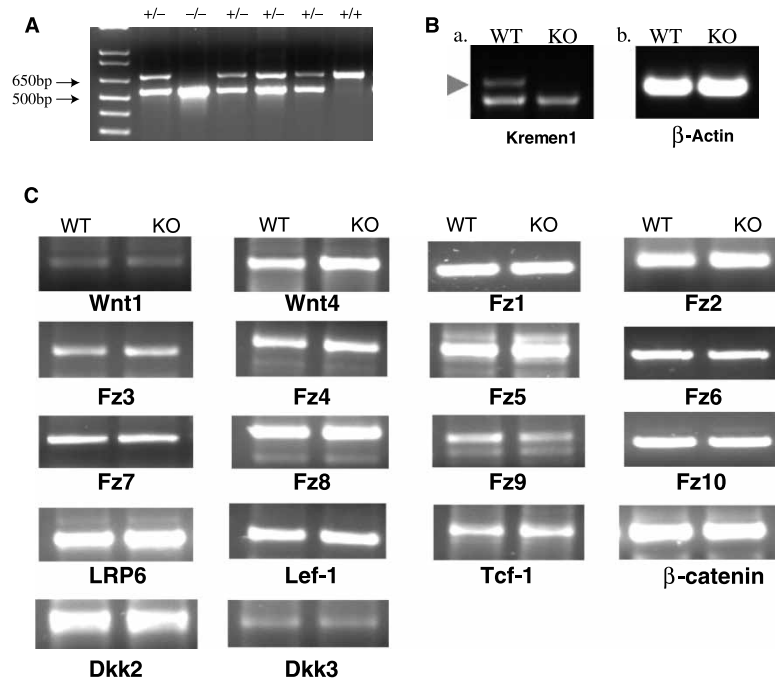 A
+/− −/− +/− +/− +/− +/+
650bp →
500bp →
B
a. WT KO
Kremen1
b. WT KO
β-Actin
C
WT KO WT KO WT KO WT KO
Wnt1 Wnt4 Fz1 Fz2
Fz3 Fz4 Fz5 Fz6
Fz7 Fz8 Fz9 Fz10
LRP6 Lef-1 Tcf-1 β-catenin
Dkk2 Dkk3